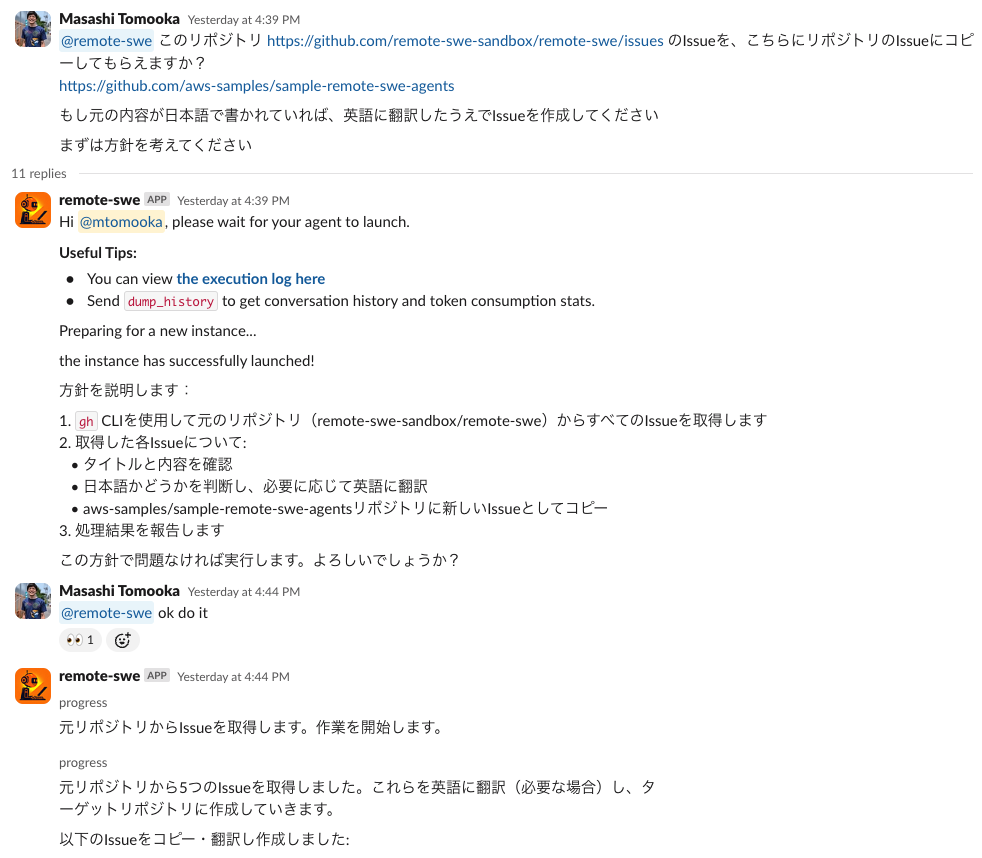 Masashi Tomooka Yesterday at 4:39 PM
@remote-swe このリポジトリ https://github.com/remote-swe-sandbox/remote-swe/issues のIssueを、こちらにリポジトリのIssueにコピ
ーしてもらえますか？
https://github.com/aws-samples/sample-remote-swe-agents
もし元の内容が日本語で書かれていれば、英語に翻訳したうえでIssueを作成してください
まずは方針を考えてください
11 replies
remote-swe APP Yesterday at 4:39 PM
Hi @mtomooka, please wait for your agent to launch.
Useful Tips:
• You can view the execution log here
• Send dump_history to get conversation history and token consumption stats.
Preparing for a new instance...
the instance has successfully launched!
方針を説明します：
1. gh CLIを使用して元のリポジトリ（remote-swe-sandbox/remote-swe）からすべてのIssueを取得します
2. 取得した各Issueについて:
• タイトルと内容を確認
• 日本語かどうかを判断し、必要に応じて英語に翻訳
• aws-samples/sample-remote-swe-agentsリポジトリに新しいIssueとしてコピー
3. 処理結果を報告します
この方針で問題なければ実行します。よろしいでしょうか？
Masashi Tomooka Yesterday at 4:44 PM
@remote-swe ok do it
👀 1
remote-swe APP Yesterday at 4:44 PM
progress
元リポジトリからIssueを取得します。作業を開始します。
progress
元リポジトリから5つのIssueを取得しました。これらを英語に翻訳（必要な場合）し、タ
ーゲットリポジトリに作成していきます。
以下のIssueをコピー・翻訳し作成しました: